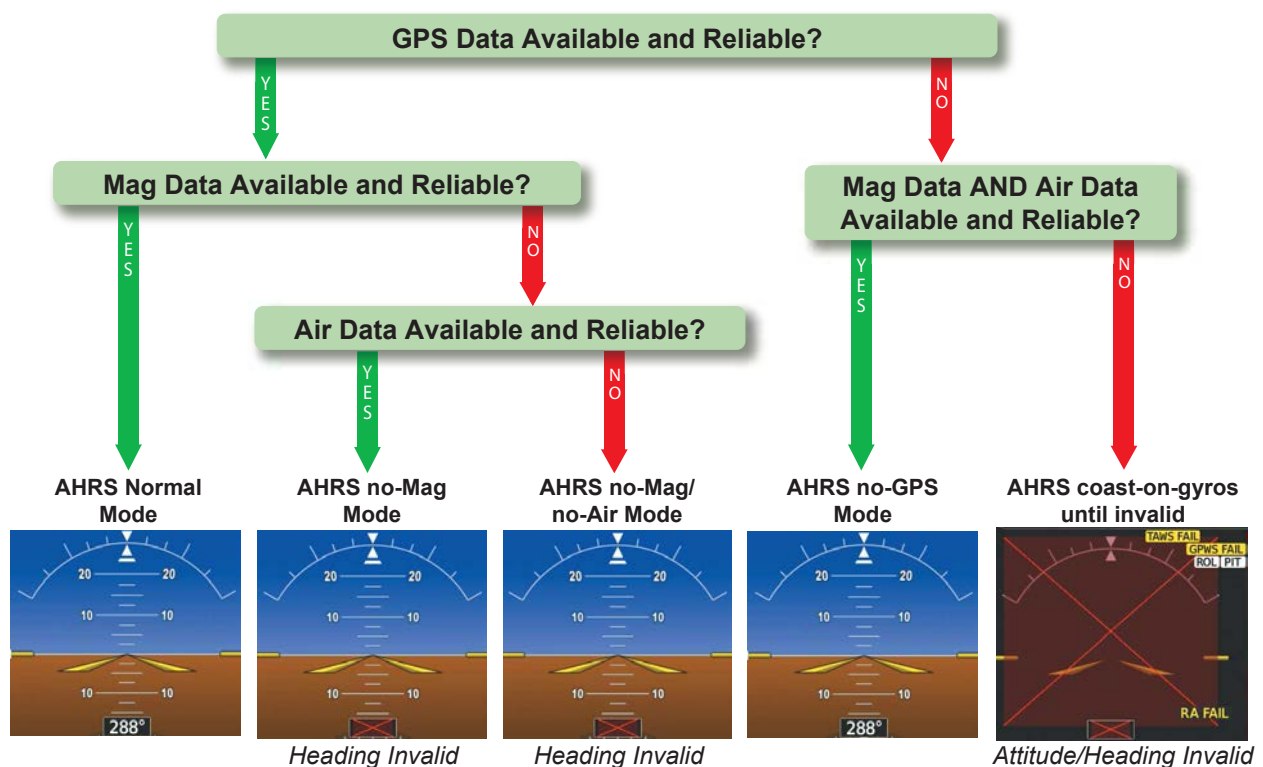 GPS Data Available and Reliable?
YES
NO
Mag Data Available and Reliable?
Mag Data AND Air Data
Available and Reliable?
YES
NO
YES
NO
Air Data Available and Reliable?
YES
NO
AHRS Normal
Mode
AHRS no-Mag
Mode
AHRS no-Mag/
no-Air Mode
AHRS no-GPS
Mode
AHRS coast-on-gyros
until invalid
20 20
10 10
10 10
288°
20 20
10 10
10 10
20 20
10 10
10 10
20 20
10 10
10 10
288°
TAWS FAIL
GPWS FAIL
ROL PIT
RA FAIL
Heading Invalid
Heading Invalid
Attitude/Heading Invalid